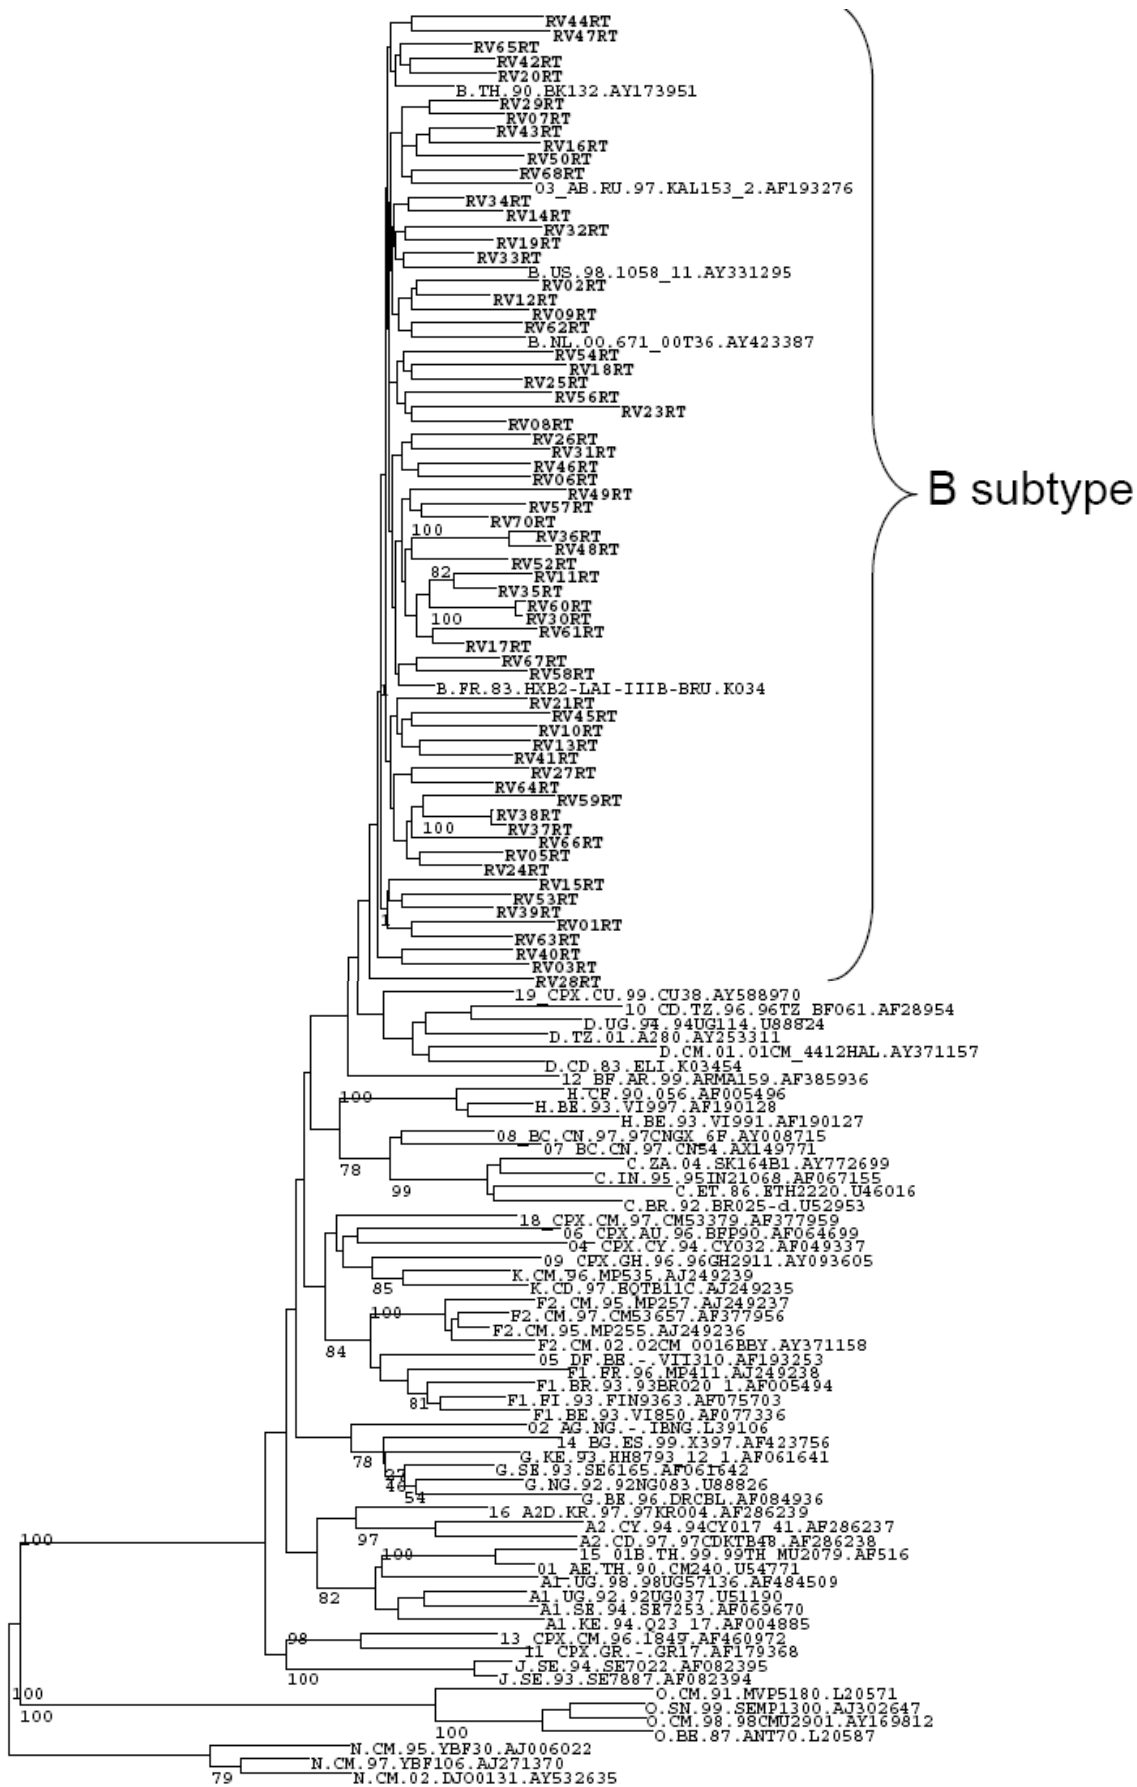 RV44RT
RV47RT
RV65RT
RV42RT
RV20RT
B.TH.90.BK132.AY173951
RV29RT
RV07RT
RV43RT
RV16RT
RV50RT
RV68RT
03_AB.RU.97.KAL153_2.AF193276
RV34RT
RV14RT
RV32RT
RV19RT
RV33RT
B.US.98.1058_11.AY331295
RV02RT
RV12RT
RV09RT
RV62RT
B.NL.00.671_00T36.AY423387
RV54RT
RV18RT
RV25RT
RV56RT
RV23RT
RV08RT
RV26RT
RV31RT
RV46RT
RV06RT
B subtype
RV49RT
RV57RT
RV70RT
100
RV36RT
RV48RT
RV52RT
82
RV11RT
RV35RT
RV60RT
100
RV30RT
RV61RT
RV17RT
RV67RT
RV58RT
1
B.FR.83.HXB2-LAI-IIIB-BRU.K034
RV21RT
RV45RT
RV10RT
RV13RT
RV41RT
RV27RT
RV64RT
RV59RT
RV38RT
100
RV37RT
RV66RT
RV05RT
RV24RT
RV15RT
RV53RT
RV39RT
1
RV01RT
RV63RT
RV40RT
RV03RT
RV28RT
19_CPX.CU.99.CU38.AY588970
10_CD.TZ.96.96TZ_BF061.AF28954
D.UG.94.94UG114.U88824
D.TZ.01.A280.AY253311
D.CM.01.01CM_4412HAL.AY371157
D.CD.83.ELI.K03454
12_BF.AR.99.ARMA159.AF385936
100
H.CF.90.056.AF005496
H.BE.93.VI997.AF190128
H.BE.93.VI991.AF190127
08_BC.CN.97.97CNGX_6F.AY008715
07_BC.CN.97.CN54.AX149771
78
C.ZA.04.SK164B1.AY772699
C.IN.95.95IN21068.AF067155
99
C.ET.86.ETH2220.U46016
C.BR.92.BR025-d.U52953
18_CPX.CM.97.CM53379.AF377959
06_CPX.AU.96.BFP90.AF064699
04_CPX.CY.94.CY032.AF049337
09_CPX.GH.96.96GH2911.AY093605
85
K.CM.96.MP535.AJ249239
K.CD.97.EQTB11C.AJ249235
F2.CM.95.MP257.AJ249237
100
F2.CM.97.CM53657.AF377956
F2.CM.95.MP255.AJ249236
84
F2.CM.02.02CM_0016BBY.AY371158
05_DF.BE.-.VI1310.AF193253
F1.FR.96.MP411.AJ249238
F1.BR.93.93BR020_1.AF005494
81
F1.FI.93.FIN9363.AF075703
F1.BE.93.VI850.AF077336
02_AG.NG.-.IBNG.L39106
14_BG.ES.99.X397.AF423756
78
G.KE.93.HH8793_12_1.AF061641
27
G.SE.93.SE6165.AF061642
46
G.NG.92.92NG083.U88826
54
G.BE.96.DRCBL.AF084936
16_A2D.KR.97.97KR004.AF286239
A2.CY.94.94CY017_41.AF286237
100
97
A2.CD.97.97CDKTB48.AF286238
100
15_01B.TH.99.99TH_MU2079.AF516
01_AE.TH.90.CM240.U54771
A1.UG.98.98UG57136.AF484509
82
A1.UG.92.92UG037.U51190
A1.SE.94.SE7253.AF069670
A1.KE.94.Q23_17.AF004885
98
13_CPX.CM.96.1849.AF460972
11_CPX.GR.-.GR17.AF179368
J.SE.94.SE7022.AF082395
100
J.SE.93.SE7887.AF082394
100
O.CM.91.MVP5180.L20571
O.SN.99.SEMP1300.AJ302647
100
O.CM.98.98CMU2901.AY169812
100
O.BE.87.ANT70.L20587
N.CM.95.YBF30.AJ006022
N.CM.97.YBF106.AJ271370
79
N.CM.02.DJO0131.AY532635